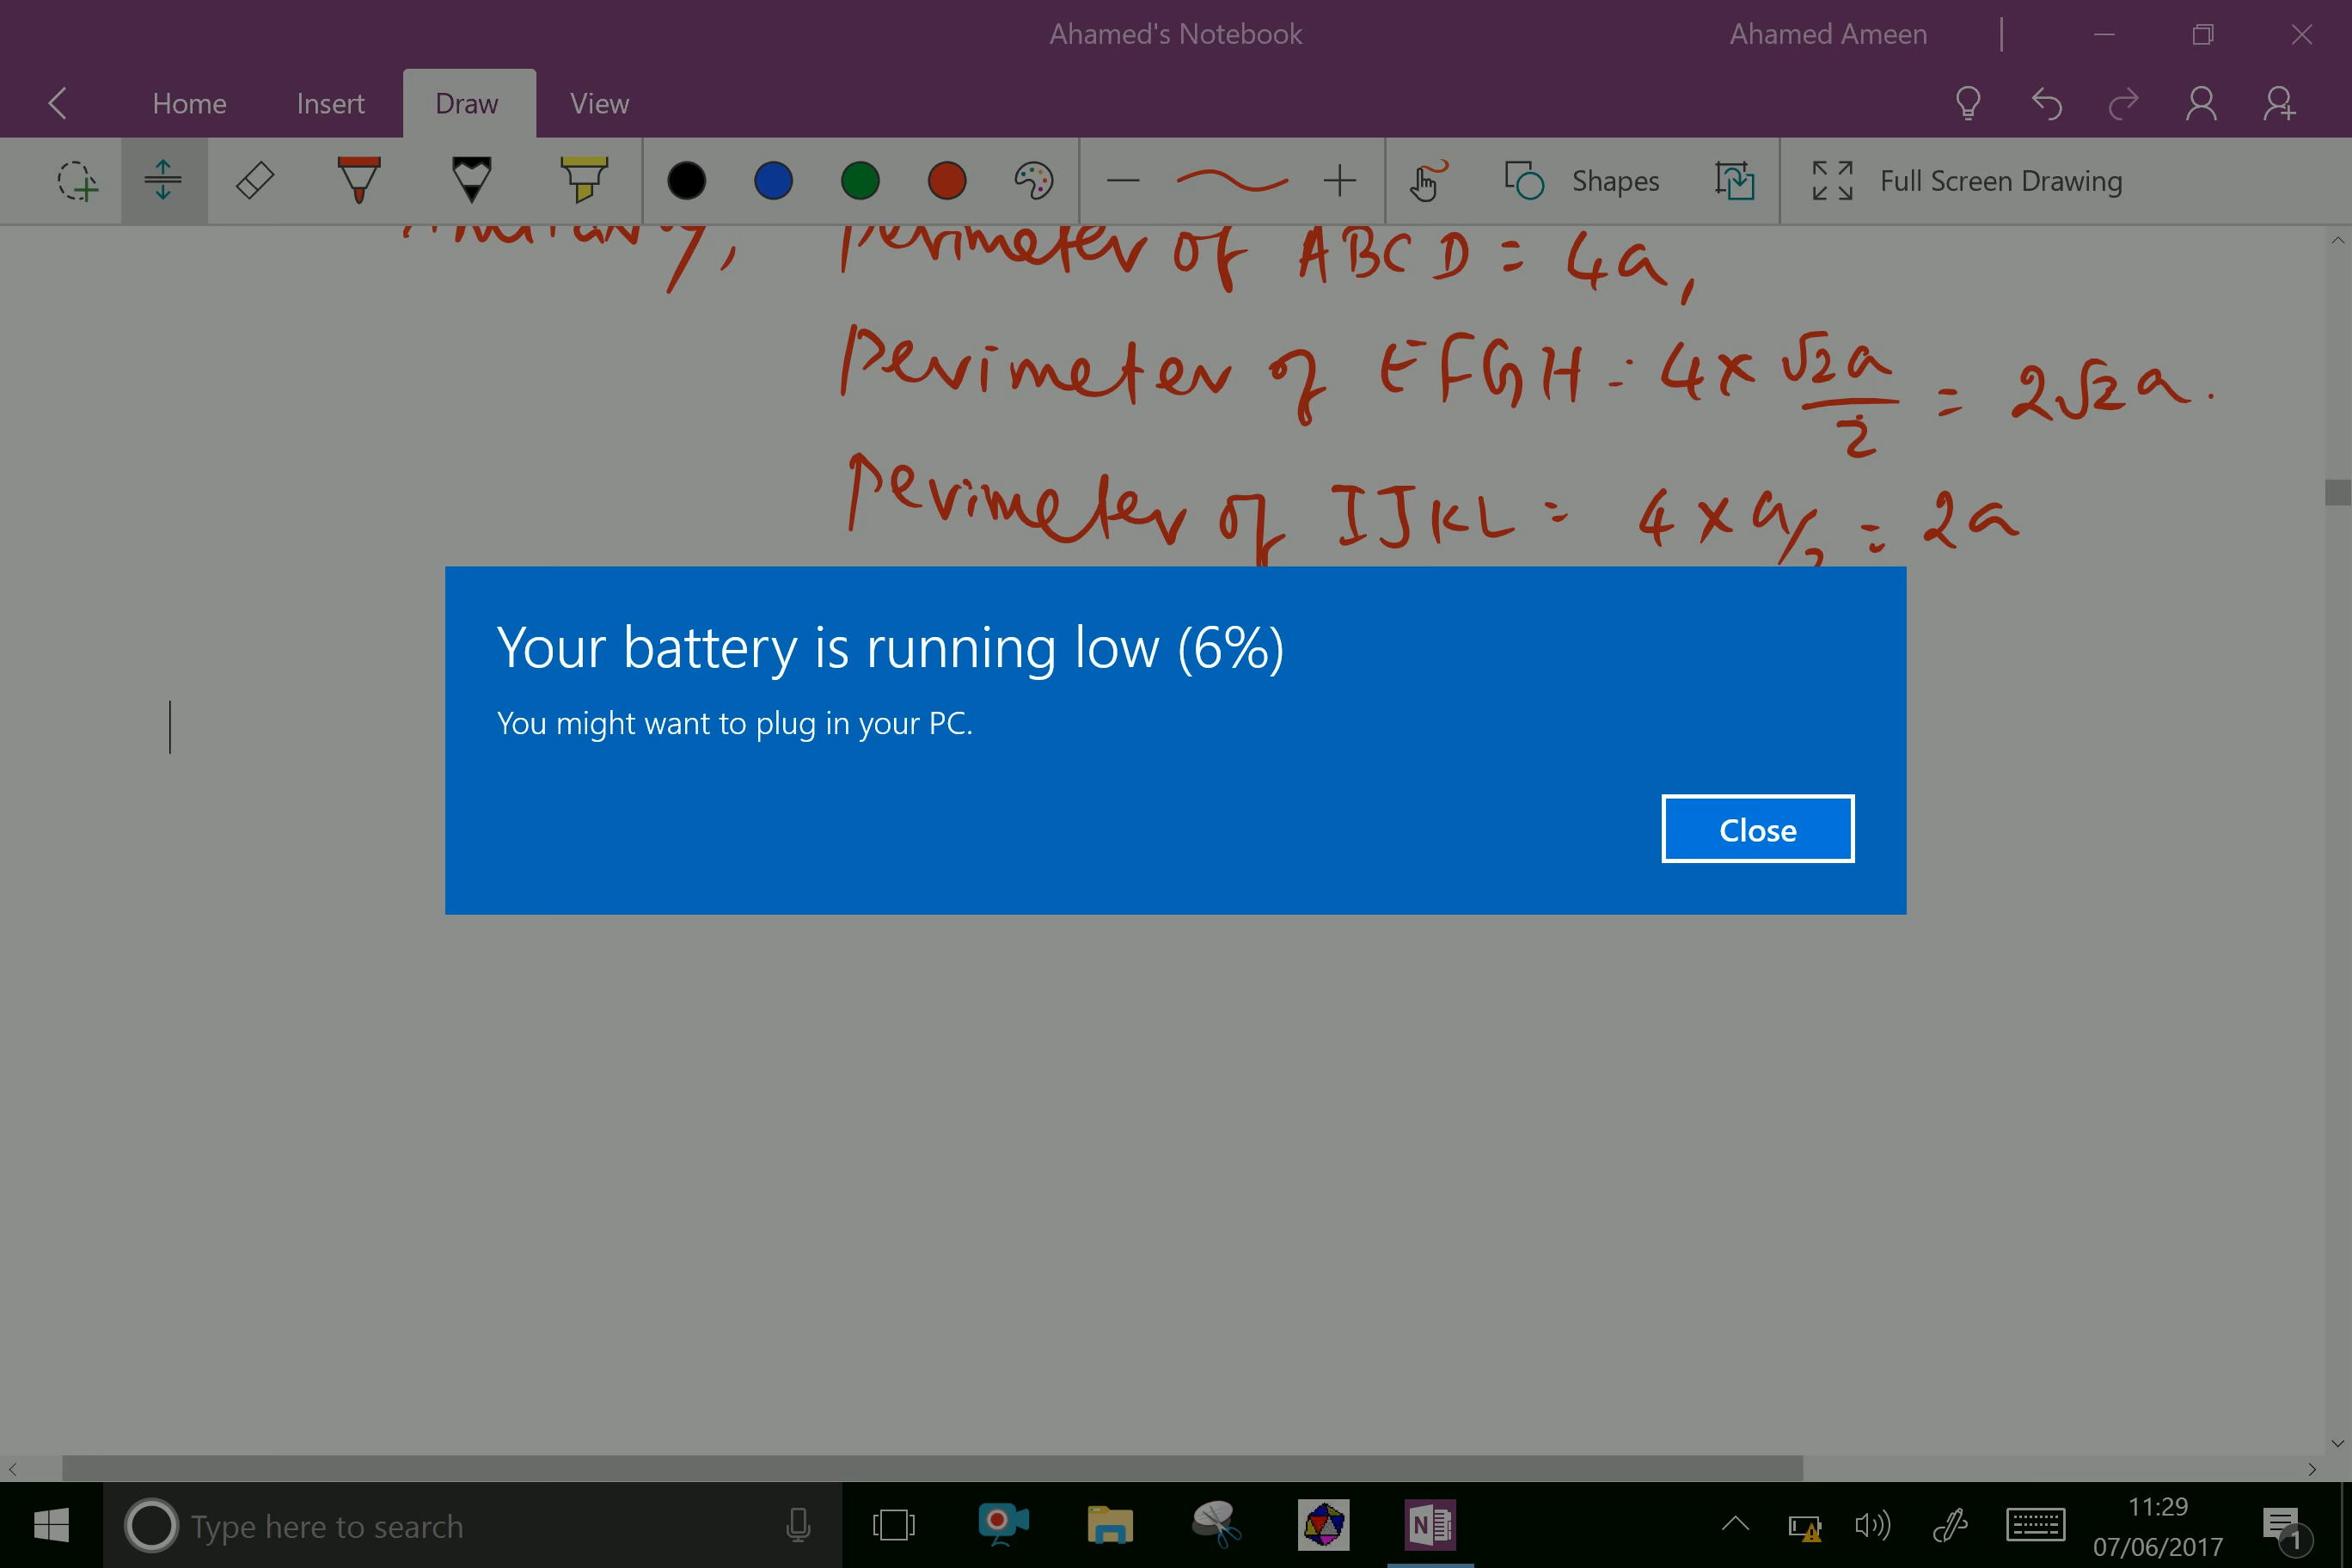 Ahamed's Notebook
Ahamed Ameen
Home Insert Draw View
Shapes Full Screen Drawing
Perimeter of ABCD = 4a,
Perimeter of EFGH = 4 × √2a/2 = 2√2a.
Perimeter of IJKL = 4 × a/2 = 2a
Your battery is running low (6%)
You might want to plug in your PC.
Close
Type here to search
N
11:29
07/06/2017
1